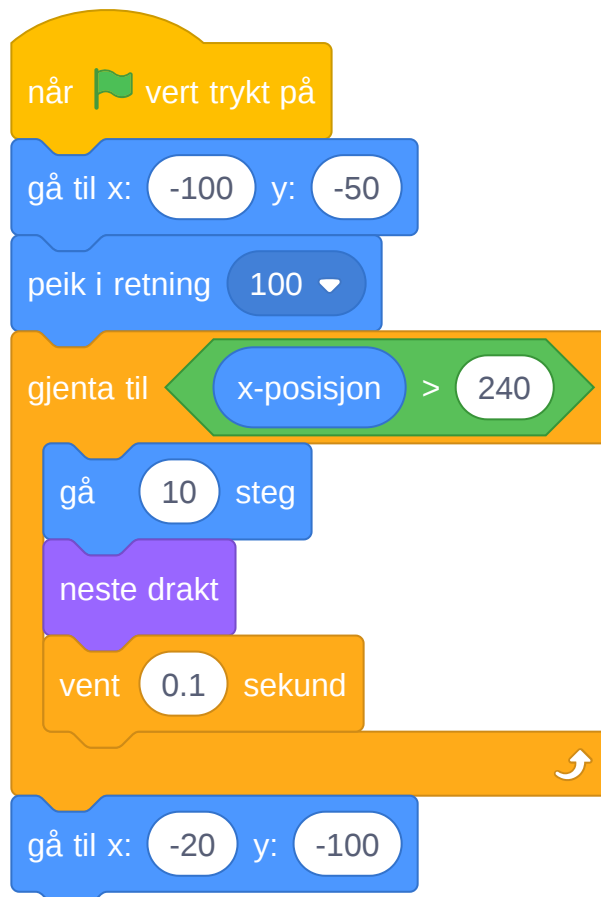 når vert trykt på
gå til x: -100 y: -50
peik i retning 100
gjenta til x-posisjon > 240
gå 10 steg
neste drakt
vent 0.1 sekund
gå til x: -20 y: -100